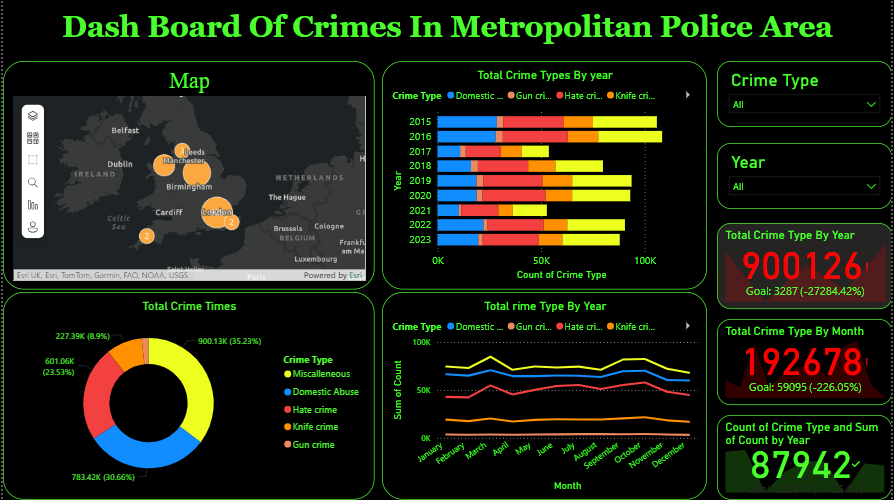 Dash Board Of Crimes In Metropolitan Police Area
Map
Belfast
Leeds
Manchester
Dublin
IRELAND
Birmingham
NETHERLANDS
The Hague
Cardiff
London
Celtic
Sea
Brussels
BELGIUM
Cologne
Frankfu
am Ma
Luxembourg
Saint Helier
Paris
3
2
2
Esri UK, Esri, TomTom, Garmin, FAO, NOAA, USGS
Powered by Esri
Total Crime Types By year
Crime Type Domestic ... Gun cri... Hate cri... Knife cri...
Year
2015
2016
2017
2018
2019
2020
2021
2022
2023
0K 50K 100K
Count of Crime Type
Crime Type
All
Year
All
Total Crime Type By Year
900126!
Goal: 3287 (-27284.42%)
Total Crime Type By Month
192678!
Goal: 59095 (-226.05%)
Count of Crime Type and Sum
of Count by Year
87942✓
Total Crime Times
227.39K (8.9%)
900.13K (35.23%)
601.06K
(23.53%)
783.42K (30.66%)
Crime Type
Miscalleneous
Domestic Abuse
Hate crime
Knife crime
Gun crime
Total rime Type By Year
Crime Type Domestic ... Gun cri... Hate cri... Knife cri...
Sum of Count
100K
50K
0K
January February March April May June July August September October November December
Month